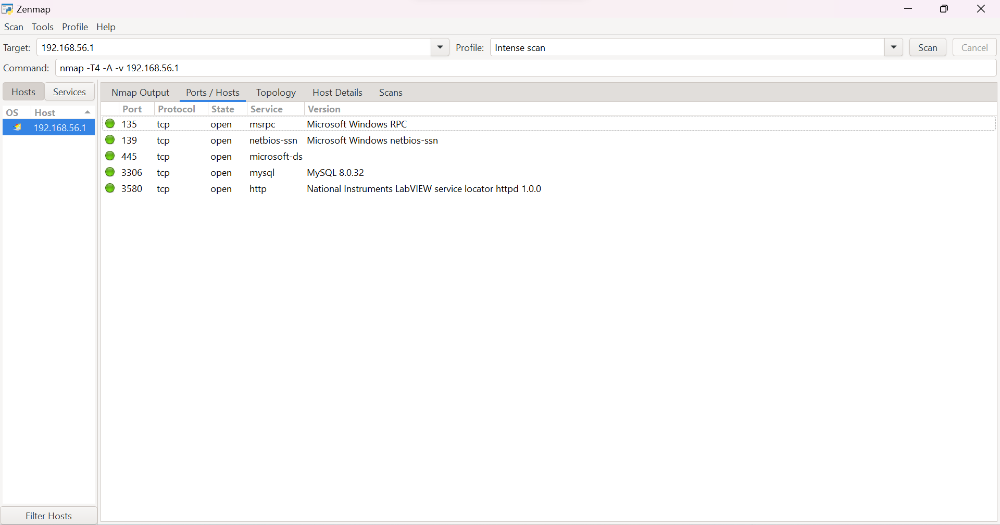 Zenmap
Scan Tools Profile Help
Target: 192.168.56.1 Profile: Intense scan Scan Cancel
Command: nmap -T4 -A -v 192.168.56.1
Hosts Services Nmap Output Ports / Hosts Topology Host Details Scans
OS Host Port Protocol State Service Version
192.168.56.1 135 tcp open msrpc Microsoft Windows RPC
139 tcp open netbios-ssn Microsoft Windows netbios-ssn
445 tcp open microsoft-ds
3306 tcp open mysql MySQL 8.0.32
3580 tcp open http National Instruments LabVIEW service locator httpd 1.0.0
Filter Hosts